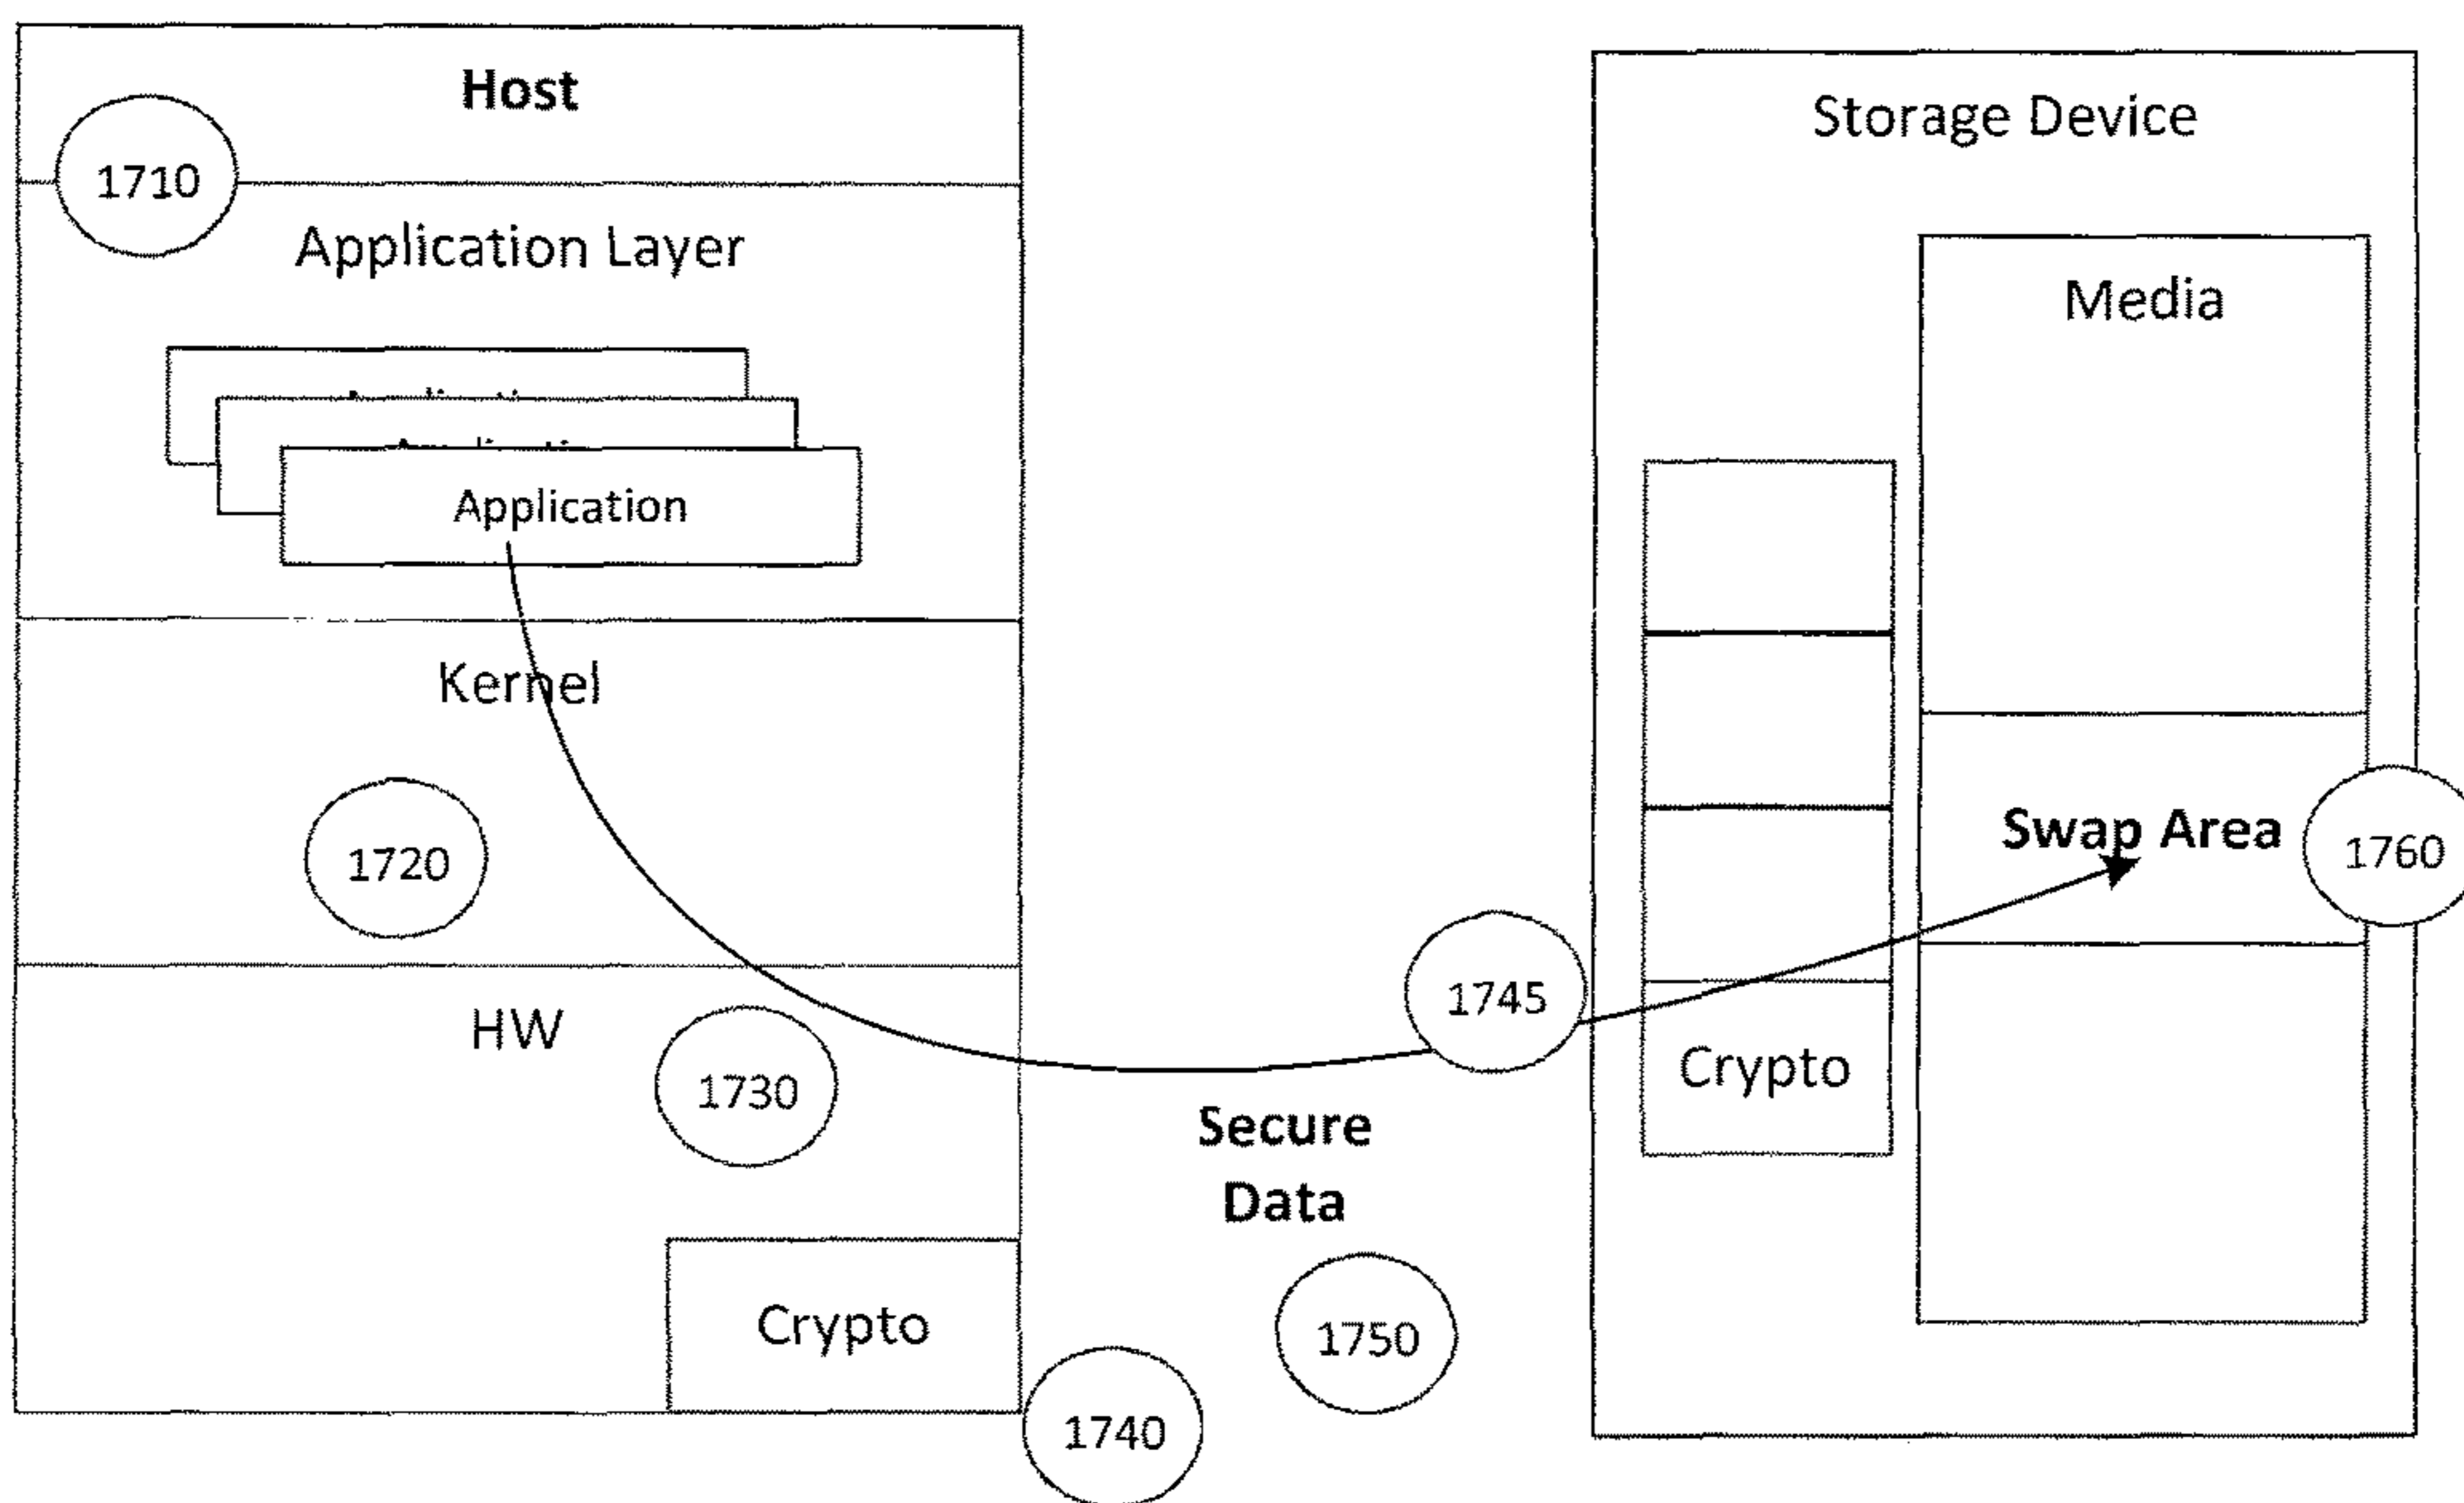 Host
1710
Application Layer
Application
Kernel
1720
HW
1730
Crypto
1740
Secure
Data
1750
1745
Storage Device
Media
Swap Area
1760
Crypto